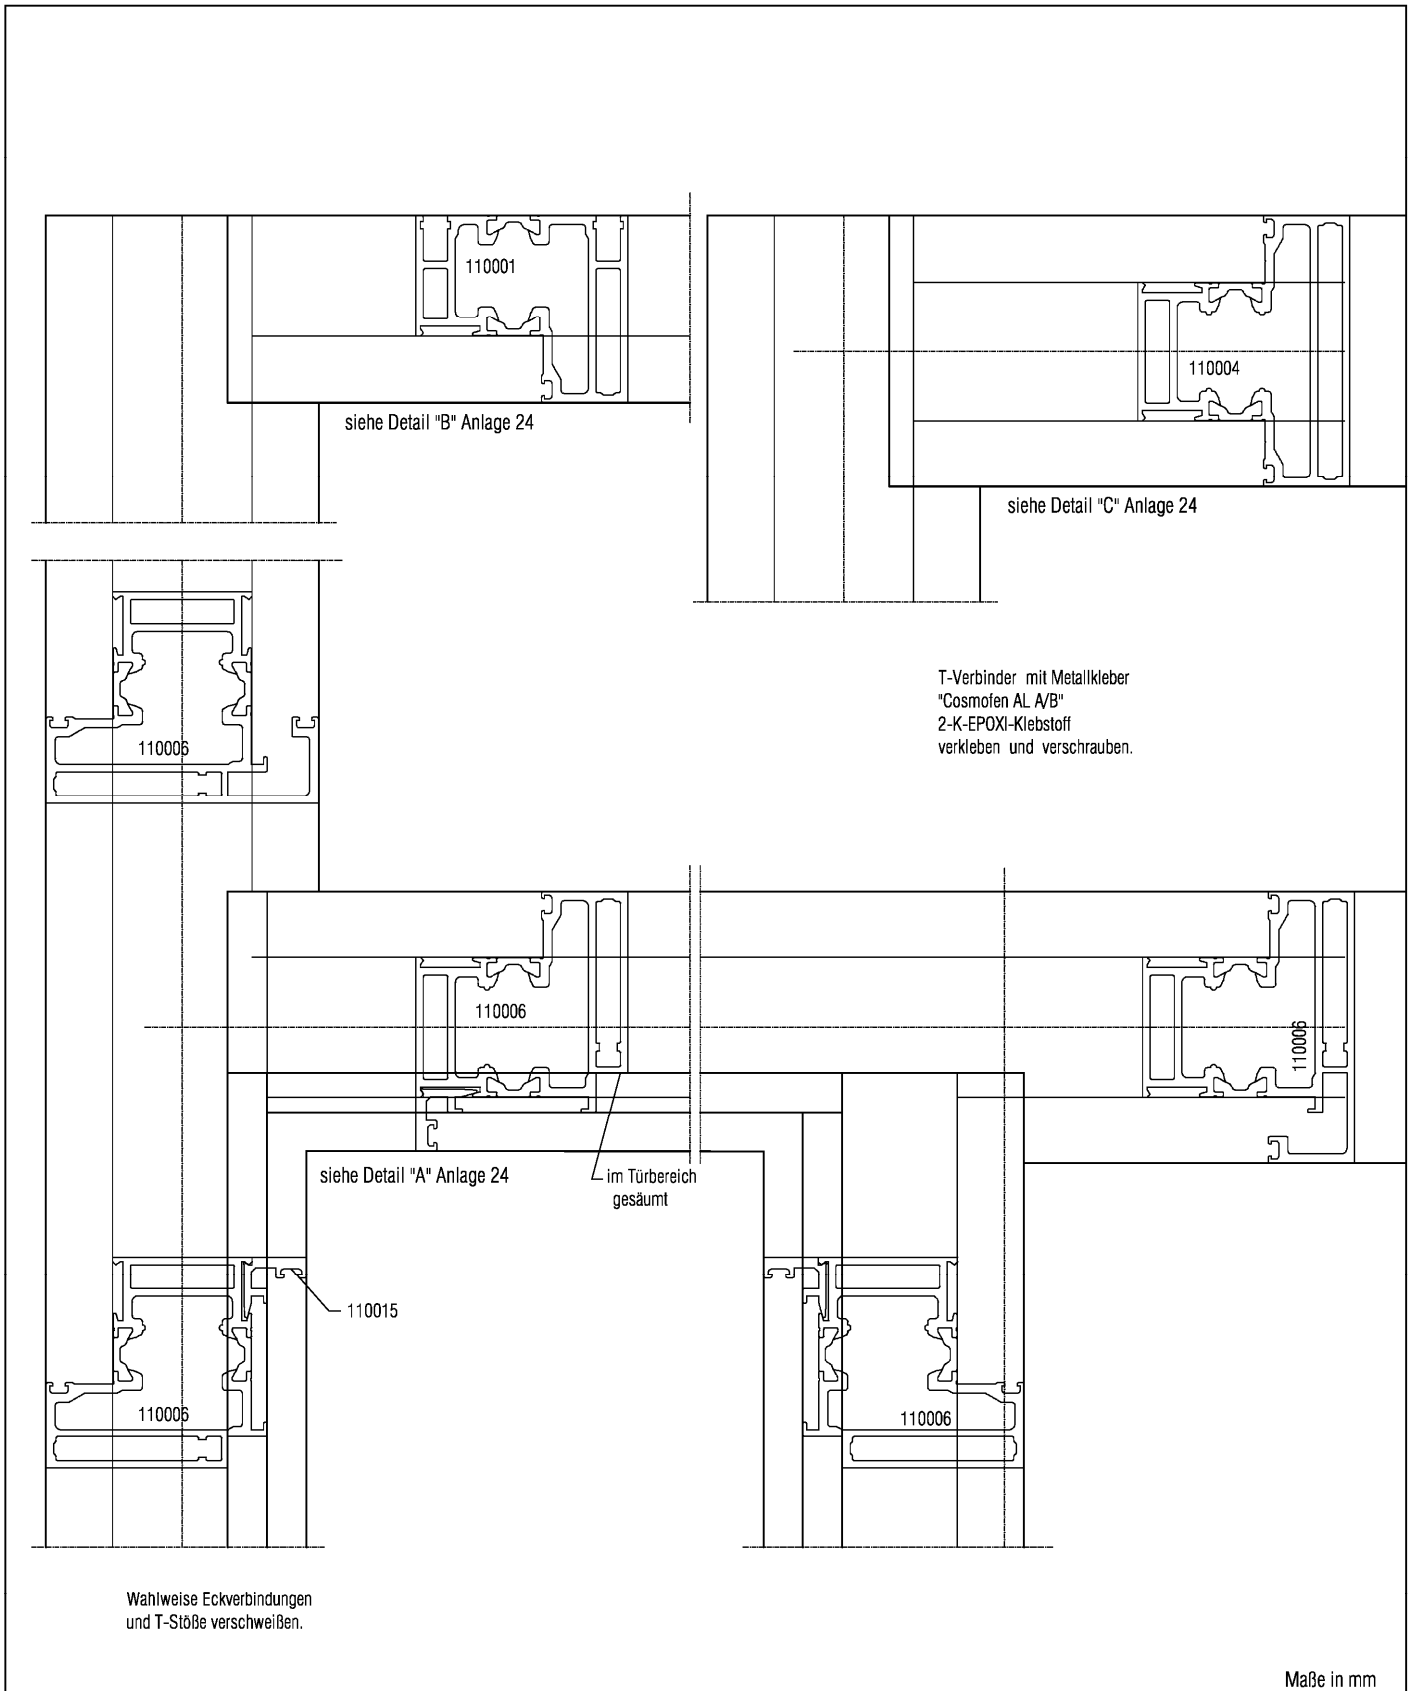 110001
110004
siehe Detail "B" Anlage 24
siehe Detail "C" Anlage 24
T-Verbinder mit Metallkleber
"Cosmofen AL A/B"
2-K-EPOXI-Klebstoff
verkleben und verschrauben.
110006
110006
110006
siehe Detail "A" Anlage 24
im Türbereich
gesäumt
110015
110006
110006
Wahlweise Eckverbindungen
und T-Stöße verschweißen.
Maße in mm